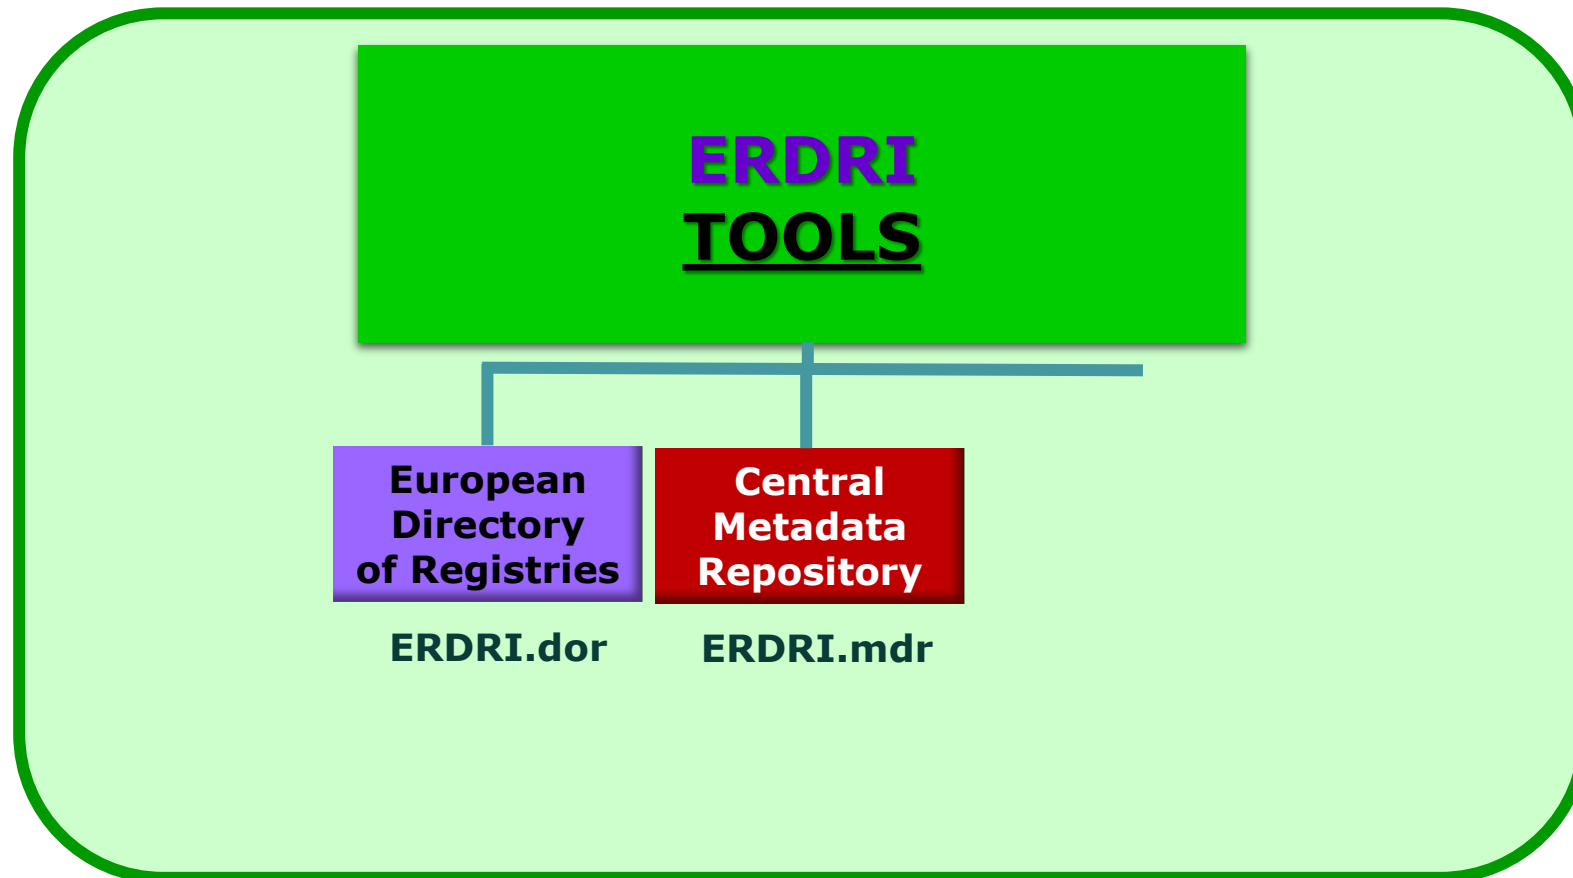 ERDRI
TOOLS
European
Directory
of Registries
Central
Metadata
Repository
ERDRI.dor
ERDRI.mdr